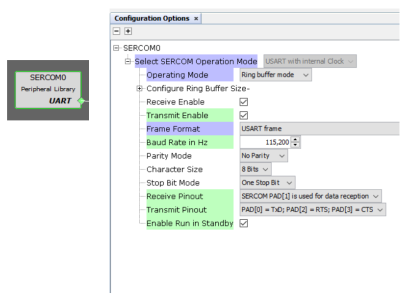 Configuration Options ×
SERCOM0
Select SERCOM Operation Mode USART with internal Clock
Operating Mode Ring buffer mode
Configure Ring Buffer Size-
Receive Enable
Transmit Enable
Frame Format USART frame
Baud Rate in Hz 115,200
Parity Mode No Parity
Character Size 8 Bits
Stop Bit Mode One Stop Bit
Receive Pinout SERCOM PAD[1] is used for data reception
Transmit Pinout PAD[0] = TxD; PAD[2] = RTS; PAD[3] = CTS
Enable Run in Standby
SERCOM0
Peripheral Library
UART